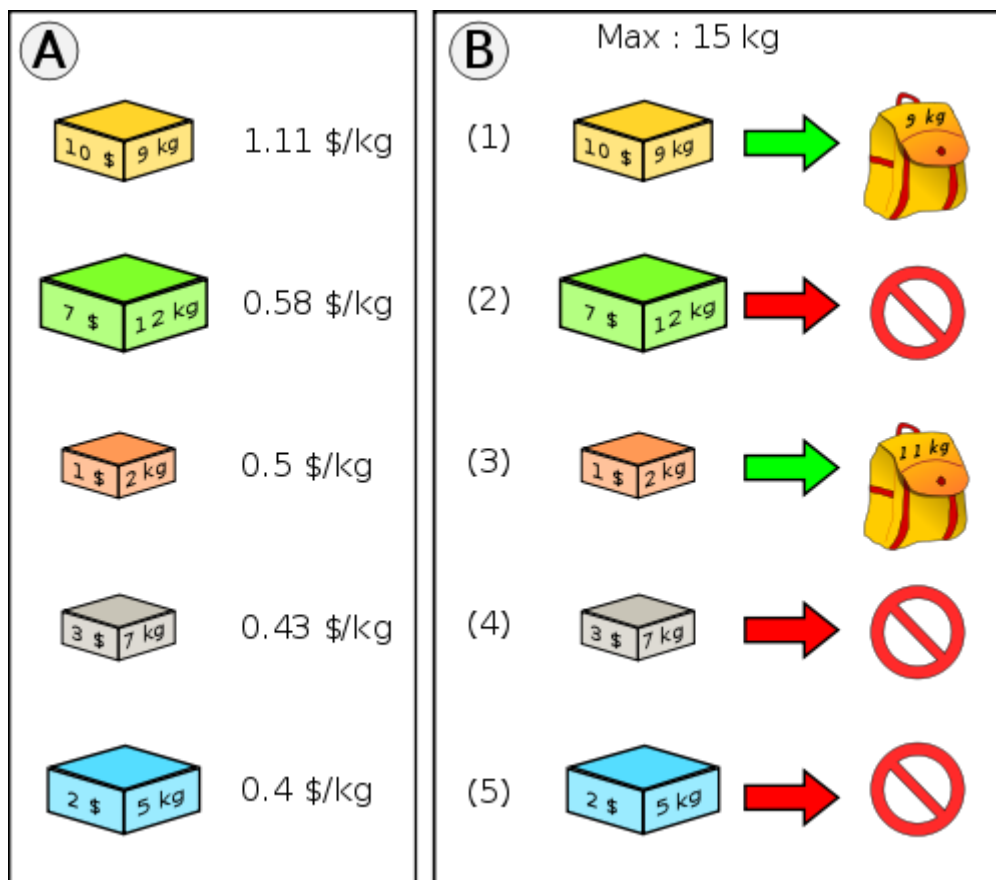 A
10 $ 9 kg 1.11 $/kg
7 $ 12 kg 0.58 $/kg
1 $ 2 kg 0.5 $/kg
3 $ 7 kg 0.43 $/kg
2 $ 5 kg 0.4 $/kg
B
Max : 15 kg
(1) 10 $ 9 kg 9 kg
(2) 7 $ 12 kg
(3) 1 $ 2 kg 11 kg
(4) 3 $ 7 kg
(5) 2 $ 5 kg